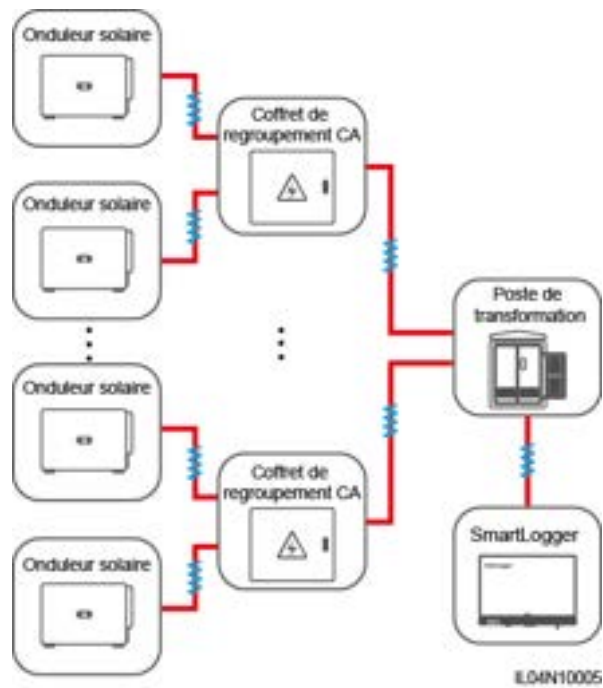 Onduleur solaire
Coffret de
regroupement CA
Onduleur solaire
Poste de
transformation
Onduleur solaire
Coffret de
regroupement CA
SmartLogger
Onduleur solaire
IL04N10005